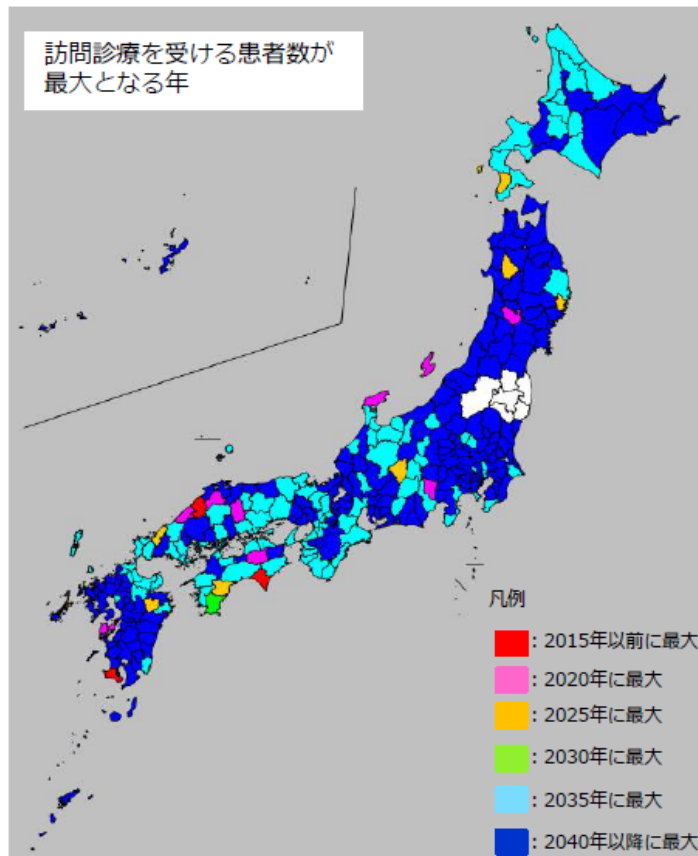 訪問診療を受ける患者数が
最大となる年
凡例
：2015年以前に最大
：2020年に最大
：2025年に最大
：2030年に最大
：2035年に最大
：2040年以降に最大